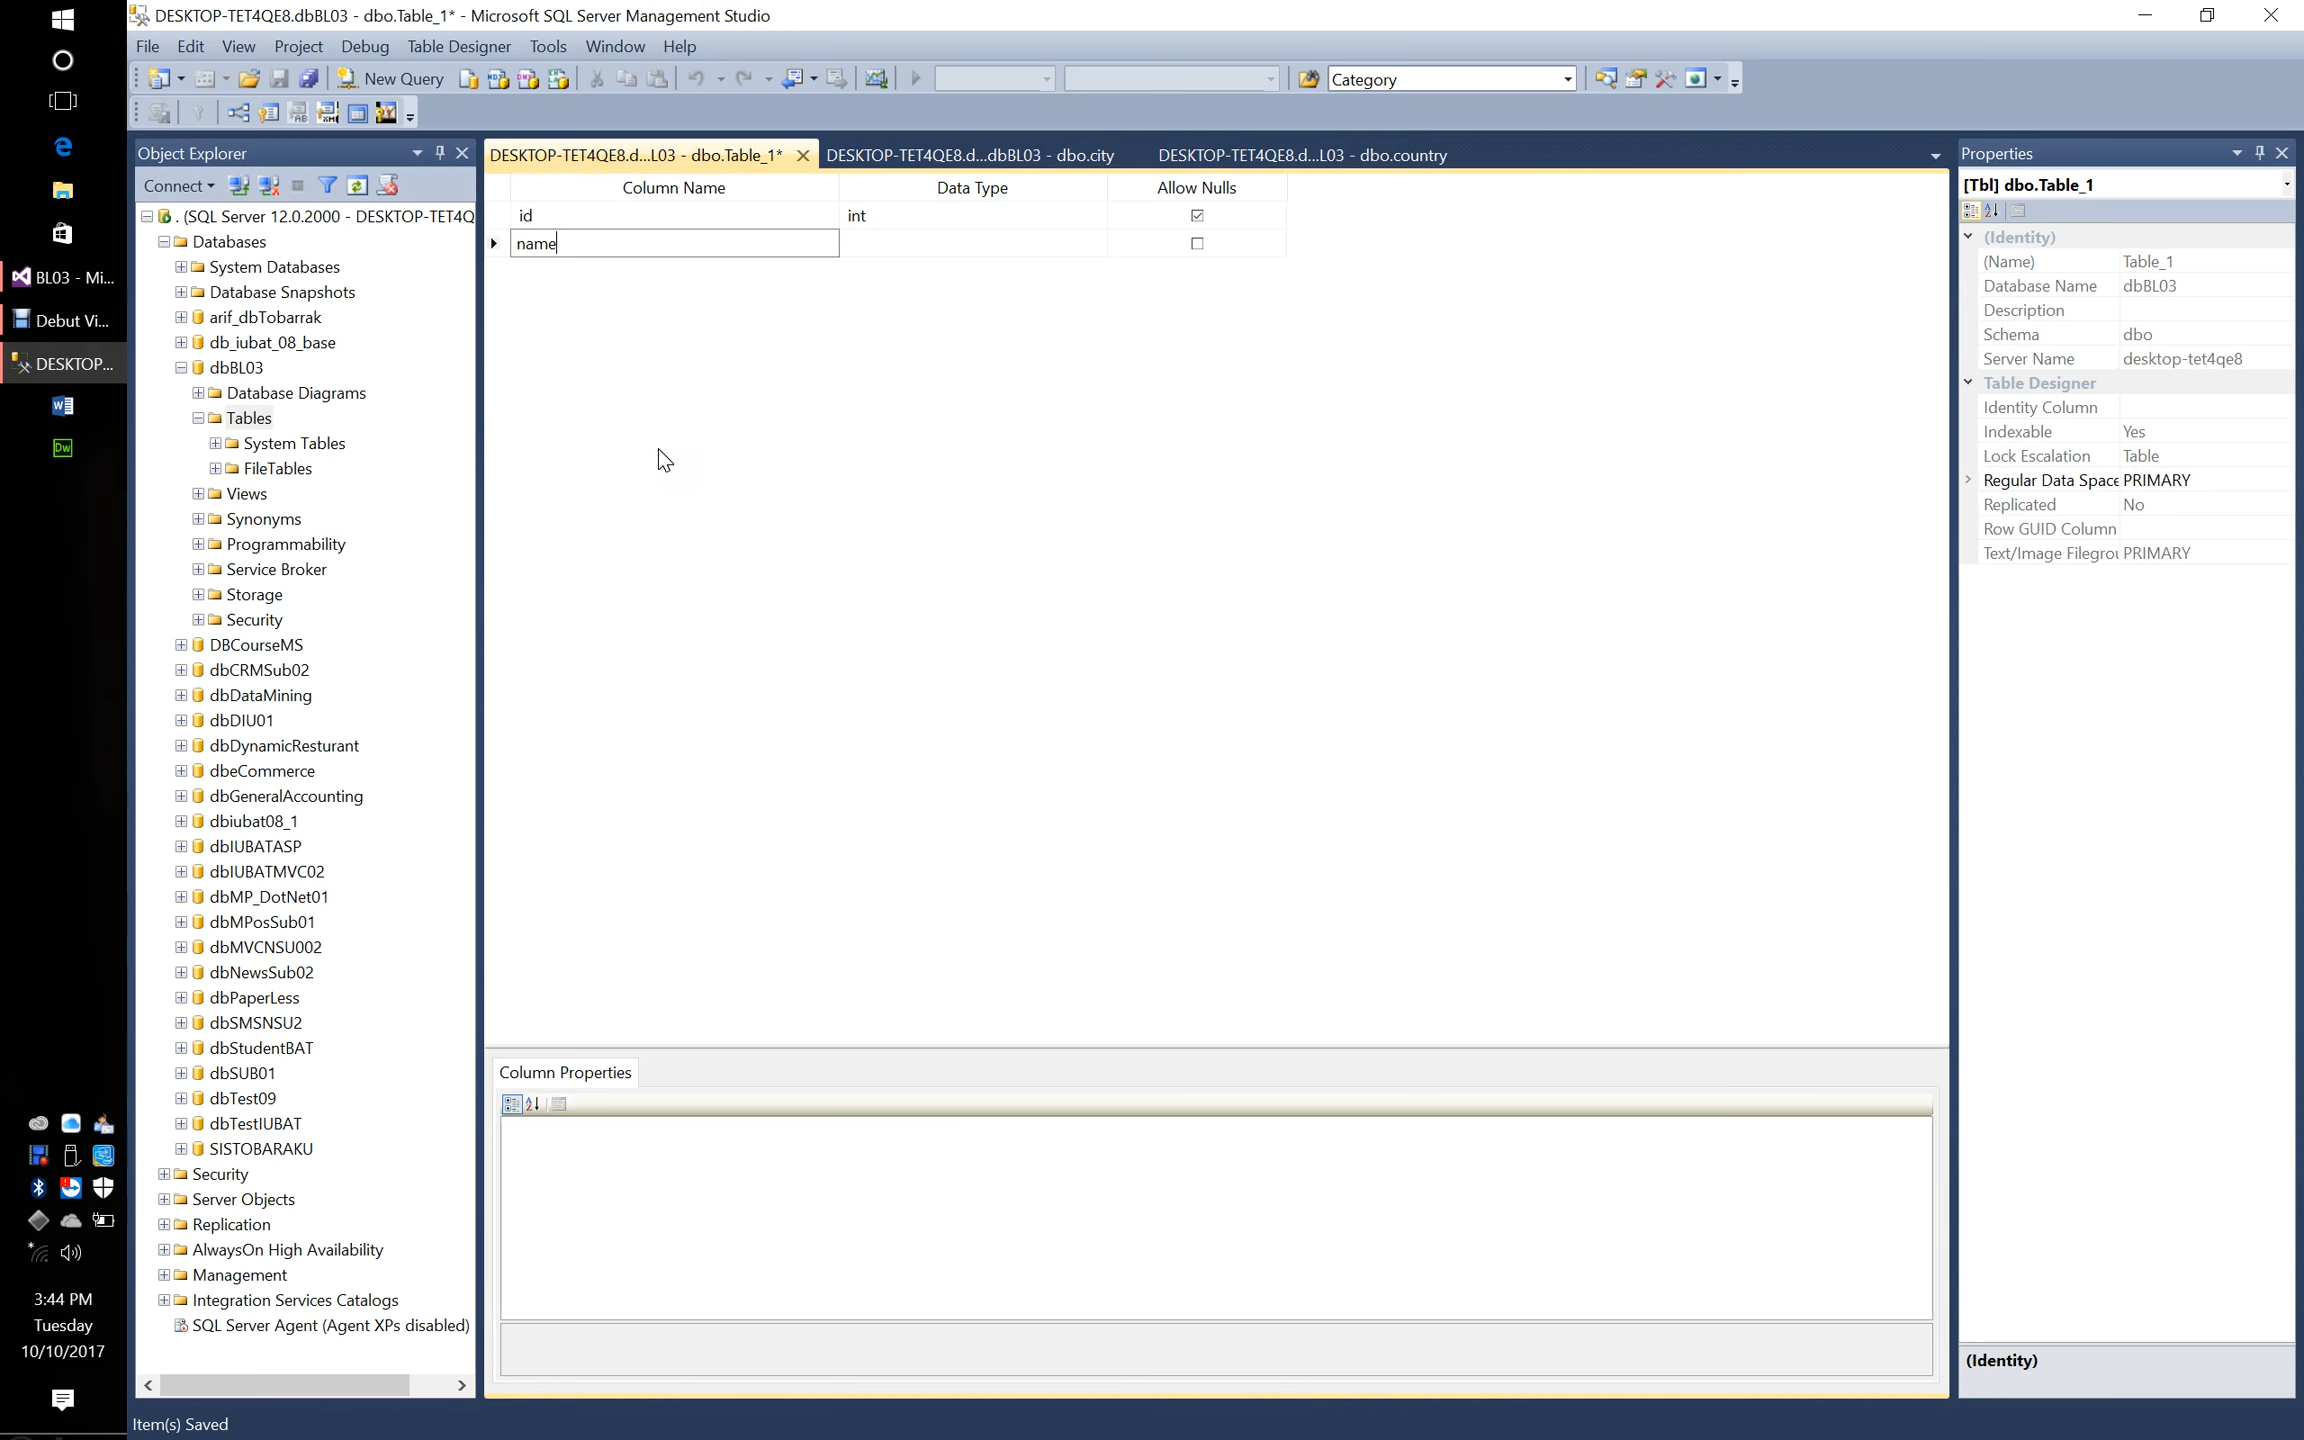 DESKTOP-TET4QE8.dbBL03 - dbo.Table_1* - Microsoft SQL Server Management Studio
File Edit View Project Debug Table Designer Tools Window Help
New Query
Category
Object Explorer
Connect
. (SQL Server 12.0.2000 - DESKTOP-TET4Q
Databases
System Databases
Database Snapshots
arif_dbTobarrak
db_iubat_08_base
dbBL03
Database Diagrams
Tables
System Tables
FileTables
Views
Synonyms
Programmability
Service Broker
Storage
Security
DBCourseMS
dbCRMSub02
dbDataMining
dbDIU01
dbDynamicResturant
dbeCommerce
dbGeneralAccounting
dbiubat08_1
dbIUBATASP
dbIUBATMVC02
dbMP_DotNet01
dbMPosSub01
dbMVCNSU002
dbNewsSub02
dbPaperLess
dbSMSNSU2
dbStudentBAT
dbSUB01
dbTest09
dbTestIUBAT
SISTOBARAKU
Security
Server Objects
Replication
AlwaysOn High Availability
Management
Integration Services Catalogs
SQL Server Agent (Agent XPs disabled)
DESKTOP-TET4QE8.d...L03 - dbo.Table_1* DESKTOP-TET4QE8.d...dbBL03 - dbo.city DESKTOP-TET4QE8.d...L03 - dbo.country
Column Name Data Type Allow Nulls
id int
name
Column Properties
Properties
[Tbl] dbo.Table_1
(Identity)
(Name) Table_1
Database Name dbBL03
Description
Schema dbo
Server Name desktop-tet4qe8
Table Designer
Identity Column
Indexable Yes
Lock Escalation Table
Regular Data Space PRIMARY
Replicated No
Row GUID Column
Text/Image Filegrou PRIMARY
(Identity)
BL03 - Mi...
Debut Vi...
DESKTOP...
3:44 PM
Tuesday
10/10/2017
Item(s) Saved